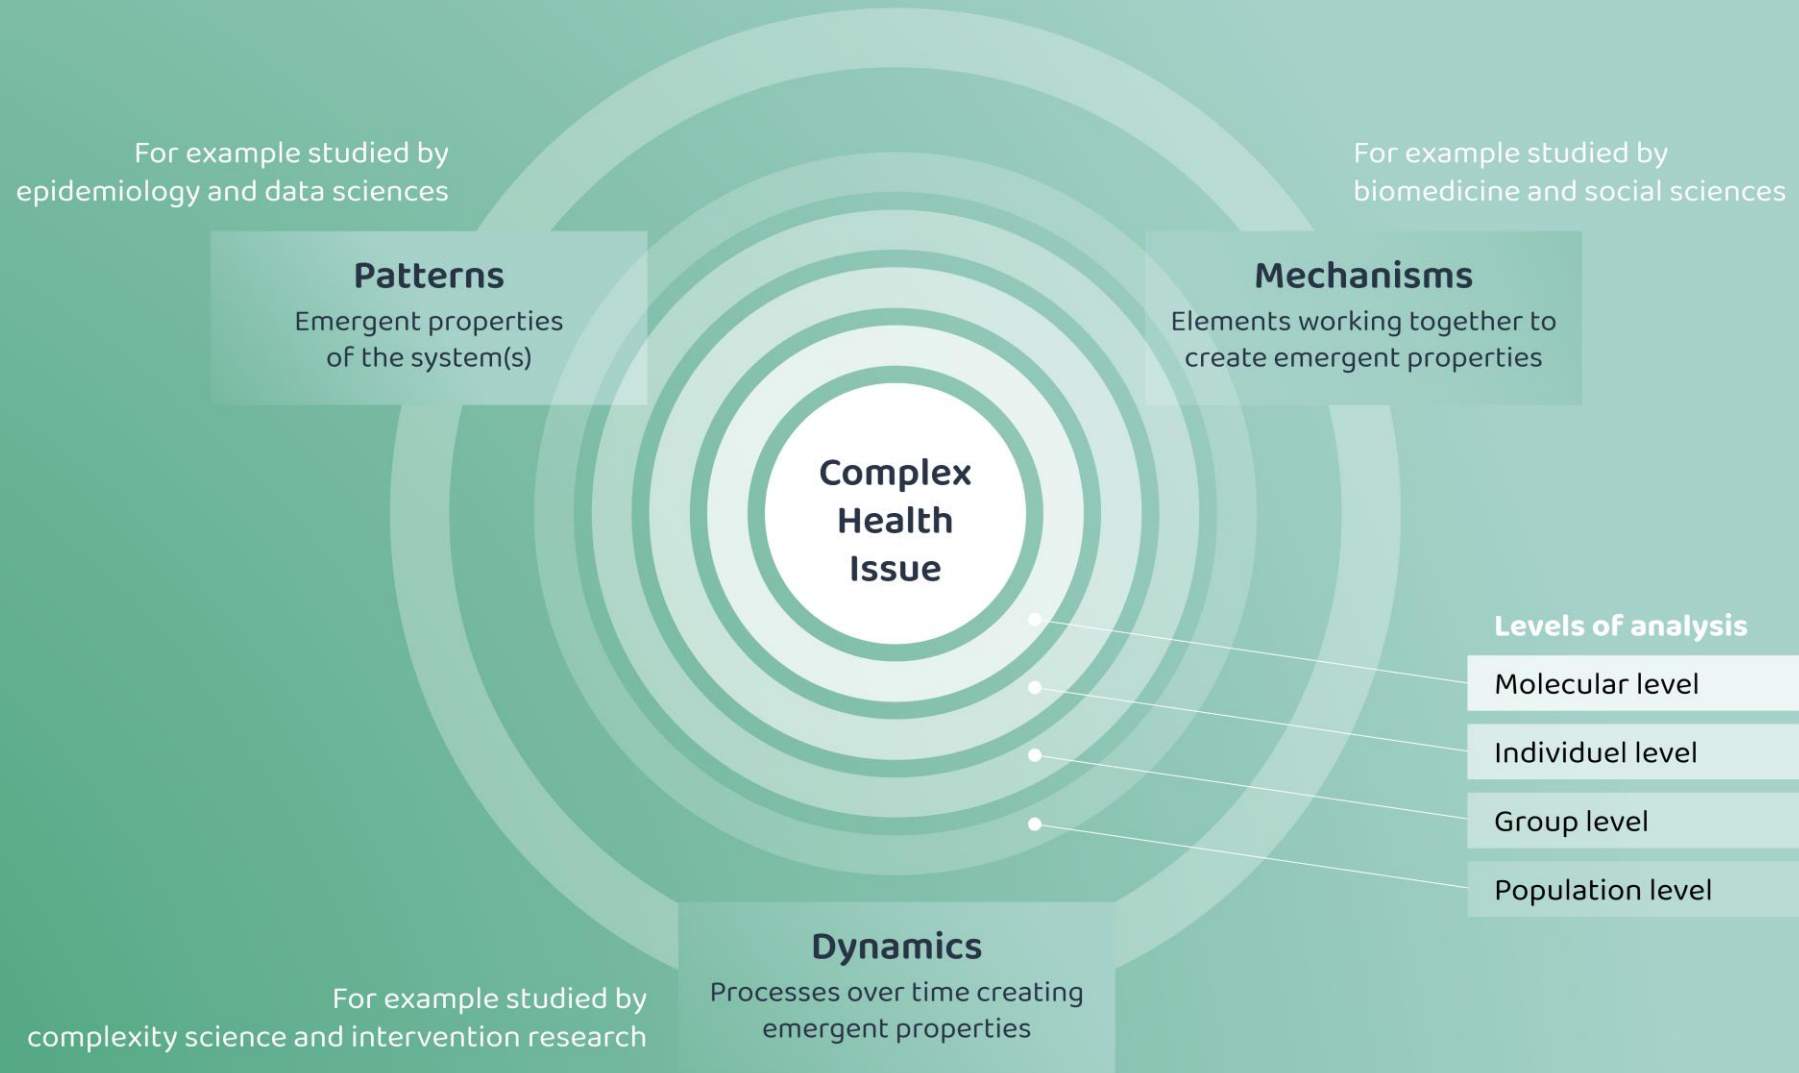 For example studied by
epidemiology and data sciences
Patterns
Emergent properties
of the system(s)
For example studied by
biomedicine and social sciences
Mechanisms
Elements working together to
create emergent properties
Complex
Health
Issue
Levels of analysis
Molecular level
Individuel level
Group level
Population level
Dynamics
Processes over time creating
emergent properties
For example studied by
complexity science and intervention research